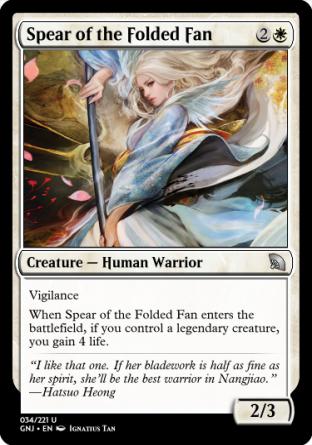 Spear of the Folded Fan 2
Creature — Human Warrior
Vigilance
When Spear of the Folded Fan enters the
battlefield, if you control a legendary creature,
you gain 4 life.
"I like that one. If her bladework is half as fine as
her spirit, she'll be the best warrior in Nangjiao."
—Hatsuo Heong
2/3
034/221 U
GNJ • EN Ignatius Tan